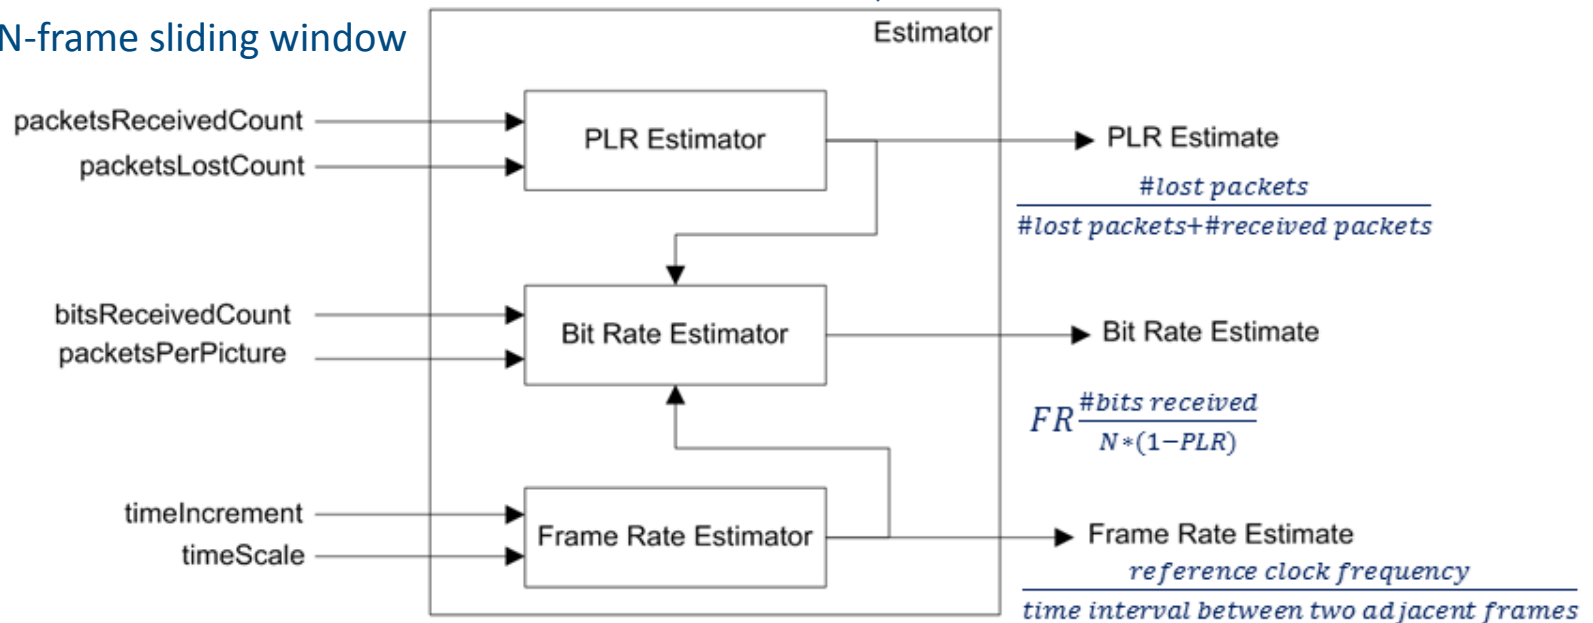 N-frame sliding window
Estimator
packetsReceivedCount
packetsLostCount
PLR Estimator
PLR Estimate
#lost packets
#lost packets+#received packets
bitsReceivedCount
packetsPerPicture
Bit Rate Estimator
Bit Rate Estimate
FR #bits received
N*(1−PLR)
timeIncrement
timeScale
Frame Rate Estimator
Frame Rate Estimate
reference clock frequency
time interval between two adjacent frames